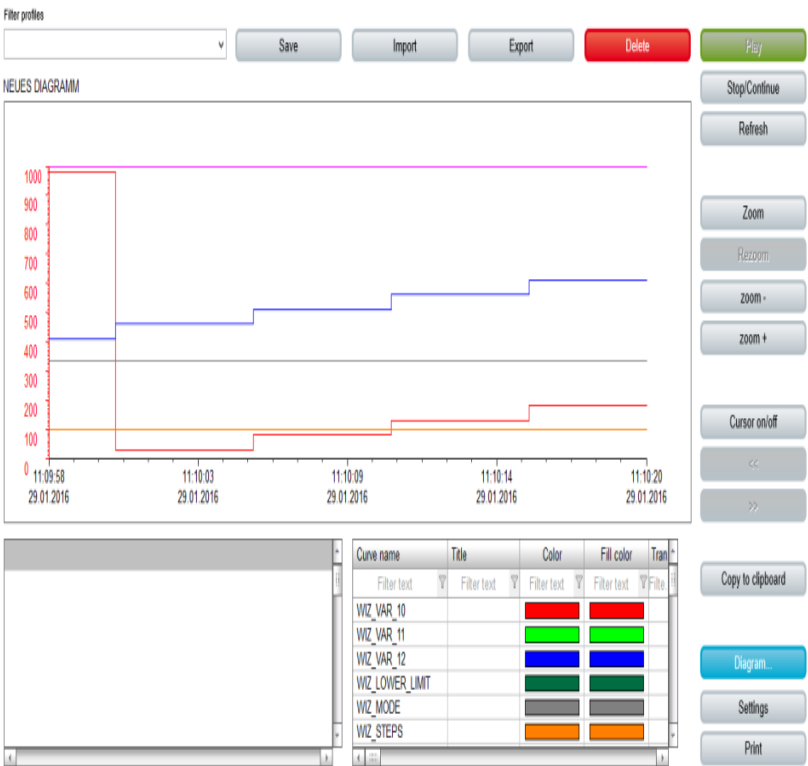 Filter profiles
Save Import Export Delete Play
NEUES DIAGRAMM
Stop/Continue
Refresh
Zoom
Rezoom
zoom -
zoom +
Cursor on/off
<<
>>
Copy to clipboard
Diagram...
Settings
Print
1000
900
800
700
600
500
400
300
200
100
0
11:09:58 11:10:03 11:10:09 11:10:14 11:10:20
29.01.2016 29.01.2016 29.01.2016 29.01.2016 29.01.2016
Curve name Title Color Fill color Tran
Filter text Filter text Filter text Filter text Filte..
WIZ_VAR_10
WIZ_VAR_11
WIZ_VAR_12
WIZ_LOWER_LIMIT
WIZ_MODE
WIZ_STEPS